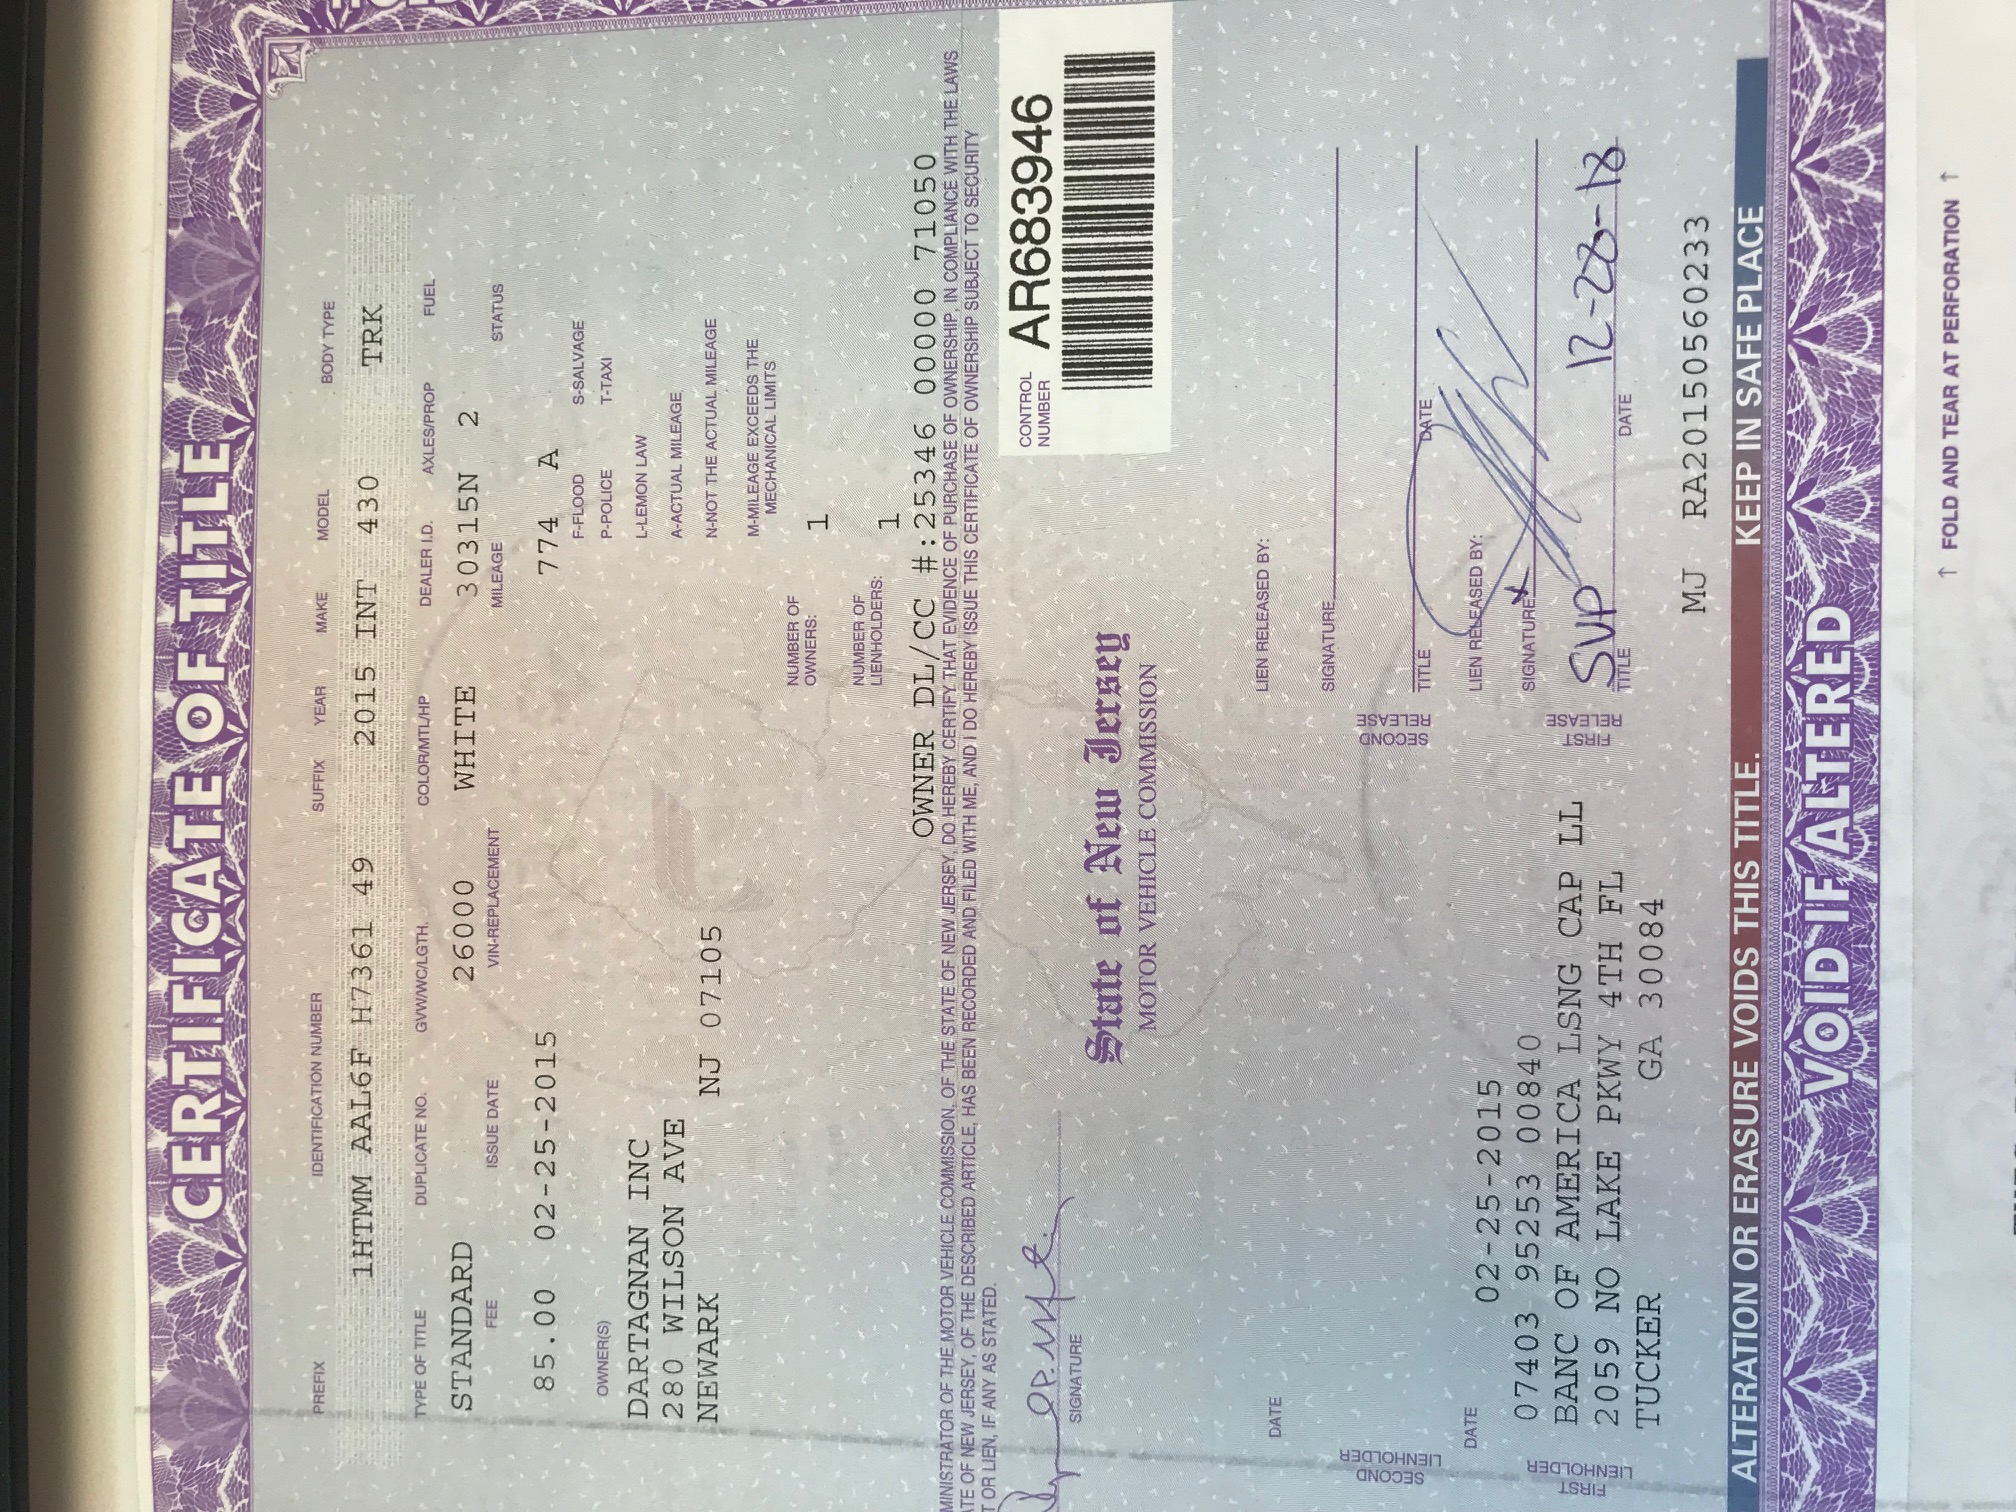 CERTIFICATE OF TITLE
PREFIX IDENTIFICATION NUMBER SUFFIX YEAR MAKE MODEL BODY TYPE
1HTMM AAL6F H7361 49 2015 INT 430 TRK
TYPE OF TITLE DUPLICATE NO. GVW/WC/LGTH. COLOR/MTL/HP DEALER I.D. AXLES/PROP FUEL
STANDARD 26000 WHITE 30315N 2
FEE ISSUE DATE VIN-REPLACEMENT MILEAGE STATUS
85.00 02-25-2015 774 A
F-FLOOD S-SALVAGE
P-POLICE T-TAXI
L-LEMON LAW
A-ACTUAL MILEAGE
N-NOT THE ACTUAL MILEAGE
M-MILEAGE EXCEEDS THE
MECHANICAL LIMITS
OWNER(S)
DARTAGNAN INC
280 WILSON AVE
NEWARK NJ 07105
NUMBER OF
OWNERS: 1
NUMBER OF
LIENHOLDERS: 1
OWNER DL/CC #:25346 00000 71050
MINISTRATOR OF THE MOTOR VEHICLE COMMISSION, OF THE STATE OF NEW JERSEY, DO HEREBY CERTIFY THAT EVIDENCE OF PURCHASE OF OWNERSHIP, IN COMPLIANCE WITH THE LAWS
ATE OF NEW JERSEY, OF THE DESCRIBED ARTICLE, HAS BEEN RECORDED AND FILED WITH ME, AND I DO HEREBY ISSUE THIS CERTIFICATE OF OWNERSHIP SUBJECT TO SECURITY
T OR LIEN, IF ANY AS STATED.
SIGNATURE
CONTROL
NUMBER AR683946
State of New Jersey
MOTOR VEHICLE COMMISSION
DATE
SECOND
LIENHOLDER
LIEN RELEASED BY:
SIGNATURE
SECOND
RELEASE
TITLE DATE
DATE 02-25-2015
07403 95253 00840
BANC OF AMERICA LSNG CAP LL
2059 NO LAKE PKWY 4TH FL
TUCKER GA 30084
FIRST
LIENHOLDER
LIEN RELEASED BY:
SIGNATURE X
FIRST
RELEASE
SVP 12-28-18
TITLE DATE
MJ RA20150560233
ALTERATION OR ERASURE VOIDS THIS TITLE. KEEP IN SAFE PLACE
VOID IF ALTERED
↑ FOLD AND TEAR AT PERFORATION ↑